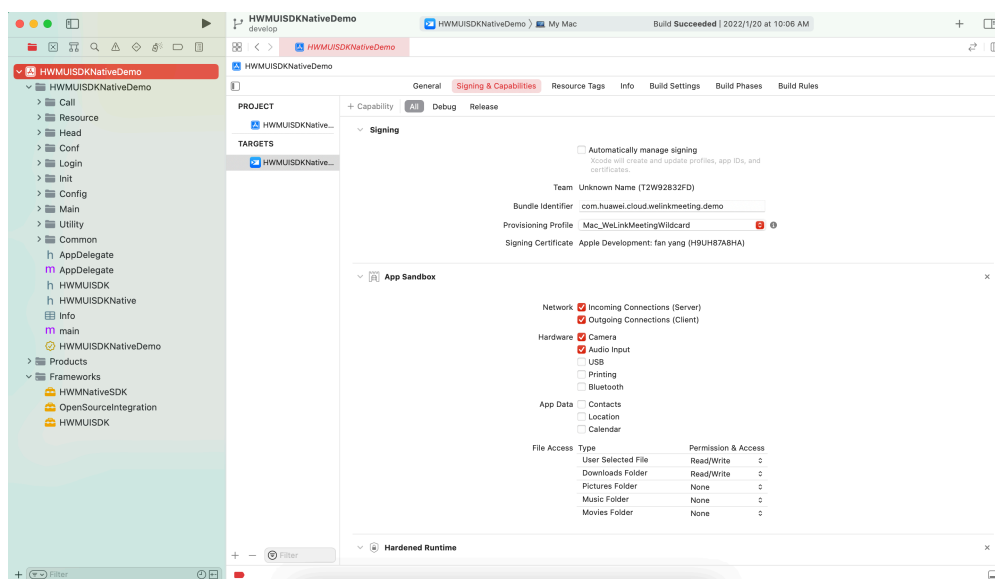 HWMUISDKNativeDemo
develop
HWMUISDKNativeDemo 〉 My Mac
Build Succeeded | 2022/1/20 at 10:06 AM
HWMUISDKNativeDemo
HWMUISDKNativeDemo
HWMUISDKNativeDemo
HWMUISDKNativeDemo
Call
Resource
Head
Conf
Login
Init
Config
Main
Utility
Common
h AppDelegate
m AppDelegate
h HWMUISDK
h HWMUISDKNative
Info
m main
HWMUISDKNativeDemo
Products
Frameworks
HWMNativeSDK
OpenSourceIntegration
HWMUISDK
Filter
General Signing & Capabilities Resource Tags Info Build Settings Build Phases Build Rules
PROJECT
HWMUISDKNative...
TARGETS
HWMUISDKNative...
Filter
+ Capability All Debug Release
Signing
Automatically manage signing
Xcode will create and update profiles, app IDs, and
certificates.
Team Unknown Name (T2W92832FD)
Bundle Identifier com.huawei.cloud.welinkmeeting.demo
Provisioning Profile Mac_WeLinkMeetingWildcard
Signing Certificate Apple Development: fan yang (H9UH87A8HA)
App Sandbox
Network Incoming Connections (Server)
Outgoing Connections (Client)
Hardware Camera
Audio Input
USB
Printing
Bluetooth
App Data Contacts
Location
Calendar
File Access Type Permission & Access
User Selected File Read/Write
Downloads Folder Read/Write
Pictures Folder None
Music Folder None
Movies Folder None
Hardened Runtime